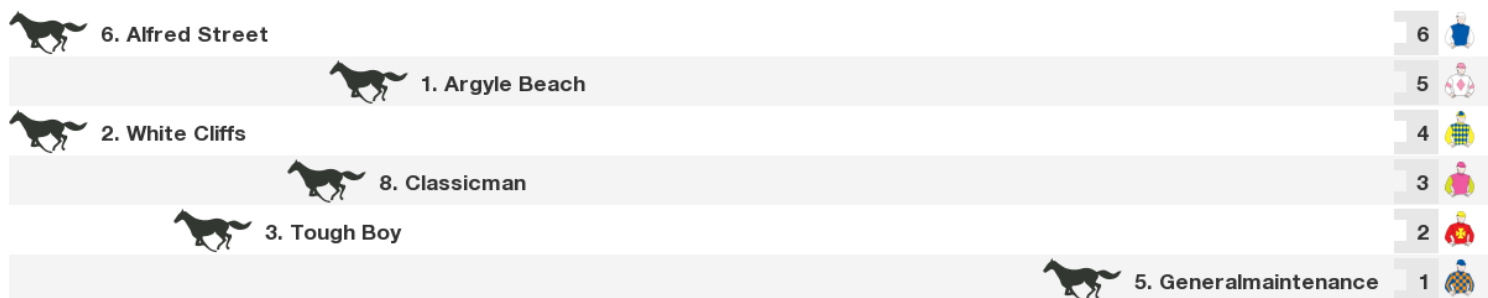 6. Alfred Street 6
1. Argyle Beach 5
2. White Cliffs 4
8. Classicman 3
3. Tough Boy 2
5. Generalmaintenance 1